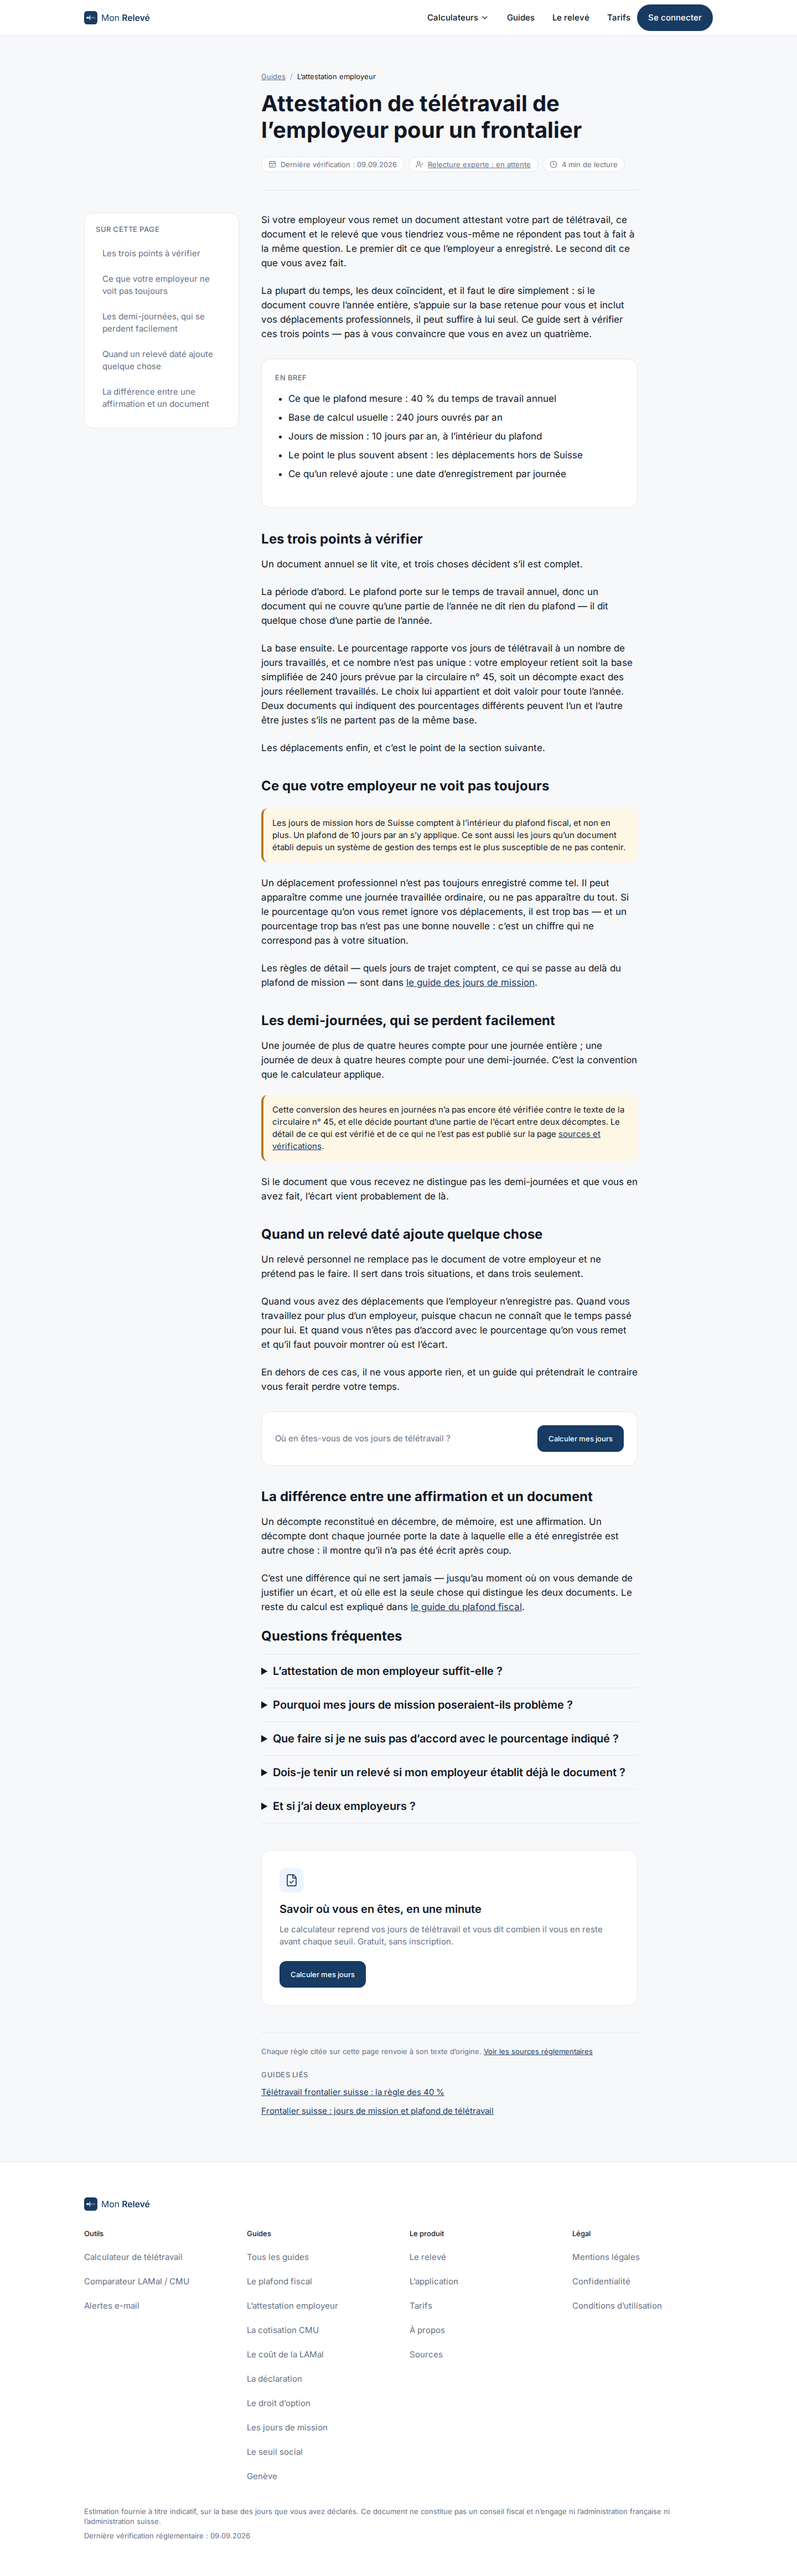 Mon Relevé
Calculateurs
Guides
Le relevé
Tarifs
Se connecter
Guides / L’attestation employeur
Attestation de télétravail de
l’employeur pour un frontalier
Dernière vérification : 09.09.2026
Relecture experte : en attente
4 min de lecture
SUR CETTE PAGE
Les trois points à vérifier
Ce que votre employeur ne
voit pas toujours
Les demi-journées, qui se
perdent facilement
Quand un relevé daté ajoute
quelque chose
La différence entre une
affirmation et un document
Si votre employeur vous remet un document attestant votre part de télétravail, ce
document et le relevé que vous tiendriez vous-même ne répondent pas tout à fait à
la même question. Le premier dit ce que l’employeur a enregistré. Le second dit ce
que vous avez fait.
La plupart du temps, les deux coïncident, et il faut le dire simplement : si le
document couvre l’année entière, s’appuie sur la base retenue pour vous et inclut
vos déplacements professionnels, il peut suffire à lui seul. Ce guide sert à vérifier
ces trois points — pas à vous convaincre que vous en avez un quatrième.
EN BREF
• Ce que le plafond mesure : 40 % du temps de travail annuel
• Base de calcul usuelle : 240 jours ouvrés par an
• Jours de mission : 10 jours par an, à l’intérieur du plafond
• Le point le plus souvent absent : les déplacements hors de Suisse
• Ce qu’un relevé ajoute : une date d’enregistrement par journée
Les trois points à vérifier
Un document annuel se lit vite, et trois choses décident s’il est complet.
La période d’abord. Le plafond porte sur le temps de travail annuel, donc un
document qui ne couvre qu’une partie de l’année ne dit rien du plafond — il dit
quelque chose d’une partie de l’année.
La base ensuite. Le pourcentage rapporte vos jours de télétravail à un nombre de
jours travaillés, et ce nombre n’est pas unique : votre employeur retient soit la base
simplifiée de 240 jours prévue par la circulaire n° 45, soit un décompte exact des
jours réellement travaillés. Le choix lui appartient et doit valoir pour toute l’année.
Deux documents qui indiquent des pourcentages différents peuvent l’un et l’autre
être justes s’ils ne partent pas de la même base.
Les déplacements enfin, et c’est le point de la section suivante.
Ce que votre employeur ne voit pas toujours
Les jours de mission hors de Suisse comptent à l’intérieur du plafond fiscal, et non en
plus. Un plafond de 10 jours par an s’y applique. Ce sont aussi les jours qu’un document
établi depuis un système de gestion des temps est le plus susceptible de ne pas contenir.
Un déplacement professionnel n’est pas toujours enregistré comme tel. Il peut
apparaître comme une journée travaillée ordinaire, ou ne pas apparaître du tout. Si
le pourcentage qu’on vous remet ignore vos déplacements, il est trop bas — et un
pourcentage trop bas n’est pas une bonne nouvelle : c’est un chiffre qui ne
correspond pas à votre situation.
Les règles de détail — quels jours de trajet comptent, ce qui se passe au delà du
plafond de mission — sont dans le guide des jours de mission.
Les demi-journées, qui se perdent facilement
Une journée de plus de quatre heures compte pour une journée entière ; une
journée de deux à quatre heures compte pour une demi-journée. C’est la convention
que le calculateur applique.
Cette conversion des heures en journées n’a pas encore été vérifiée contre le texte de la
circulaire n° 45, et elle décide pourtant d’une partie de l’écart entre deux décomptes. Le
détail de ce qui est vérifié et de ce qui ne l’est pas est publié sur la page sources et
vérifications.
Si le document que vous recevez ne distingue pas les demi-journées et que vous en
avez fait, l’écart vient probablement de là.
Quand un relevé daté ajoute quelque chose
Un relevé personnel ne remplace pas le document de votre employeur et ne
prétend pas le faire. Il sert dans trois situations, et dans trois seulement.
Quand vous avez des déplacements que l’employeur n’enregistre pas. Quand vous
travaillez pour plus d’un employeur, puisque chacun ne connaît que le temps passé
pour lui. Et quand vous n’êtes pas d’accord avec le pourcentage qu’on vous remet
et qu’il faut pouvoir montrer où est l’écart.
En dehors de ces cas, il ne vous apporte rien, et un guide qui prétendrait le contraire
vous ferait perdre votre temps.
Où en êtes-vous de vos jours de télétravail ?
Calculer mes jours
La différence entre une affirmation et un document
Un décompte reconstitué en décembre, de mémoire, est une affirmation. Un
décompte dont chaque journée porte la date à laquelle elle a été enregistrée est
autre chose : il montre qu’il n’a pas été écrit après coup.
C’est une différence qui ne sert jamais — jusqu’au moment où on vous demande de
justifier un écart, et où elle est la seule chose qui distingue les deux documents. Le
reste du calcul est expliqué dans le guide du plafond fiscal.
Questions fréquentes
L’attestation de mon employeur suffit-elle ?
Pourquoi mes jours de mission poseraient-ils problème ?
Que faire si je ne suis pas d’accord avec le pourcentage indiqué ?
Dois-je tenir un relevé si mon employeur établit déjà le document ?
Et si j’ai deux employeurs ?
Savoir où vous en êtes, en une minute
Le calculateur reprend vos jours de télétravail et vous dit combien il vous en reste
avant chaque seuil. Gratuit, sans inscription.
Calculer mes jours
Chaque règle citée sur cette page renvoie à son texte d’origine. Voir les sources réglementaires
GUIDES LIÉS
Télétravail frontalier suisse : la règle des 40 %
Frontalier suisse : jours de mission et plafond de télétravail
Mon Relevé
Outils
Calculateur de télétravail
Comparateur LAMal / CMU
Alertes e-mail
Guides
Tous les guides
Le plafond fiscal
L’attestation employeur
La cotisation CMU
Le coût de la LAMal
La déclaration
Le droit d’option
Les jours de mission
Le seuil social
Genève
Le produit
Le relevé
L’application
Tarifs
À propos
Sources
Légal
Mentions légales
Confidentialité
Conditions d’utilisation
Estimation fournie à titre indicatif, sur la base des jours que vous avez déclarés. Ce document ne constitue pas un conseil fiscal et n’engage ni l’administration française ni
l’administration suisse.
Dernière vérification réglementaire : 09.09.2026